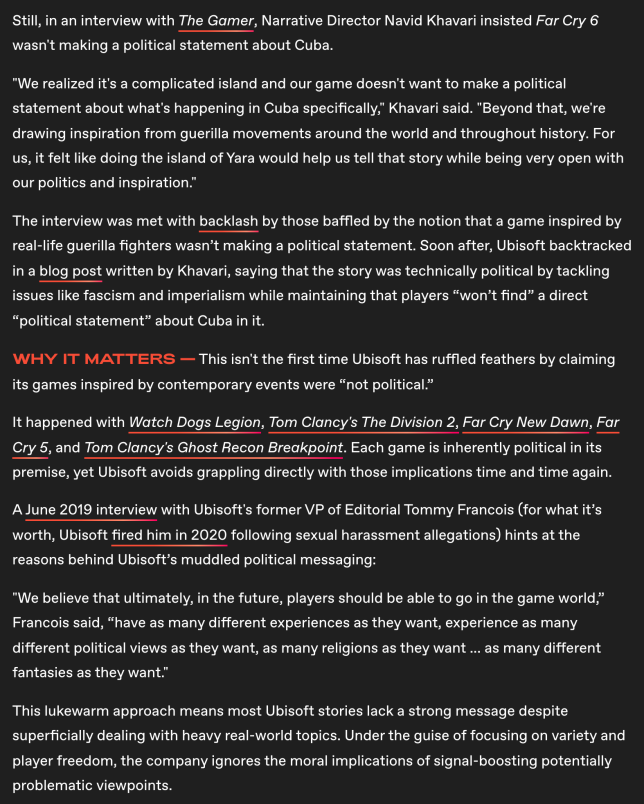 Still, in an interview with The Gamer, Narrative Director Navid Khavari insisted Far Cry 6
wasn't making a political statement about Cuba.
"We realized it's a complicated island and our game doesn't want to make a political
statement about what's happening in Cuba specifically," Khavari said. "Beyond that, we're
drawing inspiration from guerilla movements around the world and throughout history. For
us, it felt like doing the island of Yara would help us tell that story while being very open with
our politics and inspiration."
The interview was met with backlash by those baffled by the notion that a game inspired by
real-life guerilla fighters wasn’t making a political statement. Soon after, Ubisoft backtracked
in a blog post written by Khavari, saying that the story was technically political by tackling
issues like fascism and imperialism while maintaining that players “won’t find” a direct
“political statement” about Cuba in it.
WHY IT MATTERS — This isn't the first time Ubisoft has ruffled feathers by claiming
its games inspired by contemporary events were “not political.”
It happened with Watch Dogs Legion, Tom Clancy's The Division 2, Far Cry New Dawn, Far
Cry 5, and Tom Clancy's Ghost Recon Breakpoint. Each game is inherently political in its
premise, yet Ubisoft avoids grappling directly with those implications time and time again.
A June 2019 interview with Ubisoft's former VP of Editorial Tommy Francois (for what it’s
worth, Ubisoft fired him in 2020 following sexual harassment allegations) hints at the
reasons behind Ubisoft’s muddled political messaging:
"We believe that ultimately, in the future, players should be able to go in the game world,”
Francois said, “have as many different experiences as they want, experience as many
different political views as they want, as many religions as they want ... as many different
fantasies as they want."
This lukewarm approach means most Ubisoft stories lack a strong message despite
superficially dealing with heavy real-world topics. Under the guise of focusing on variety and
player freedom, the company ignores the moral implications of signal-boosting potentially
problematic viewpoints.